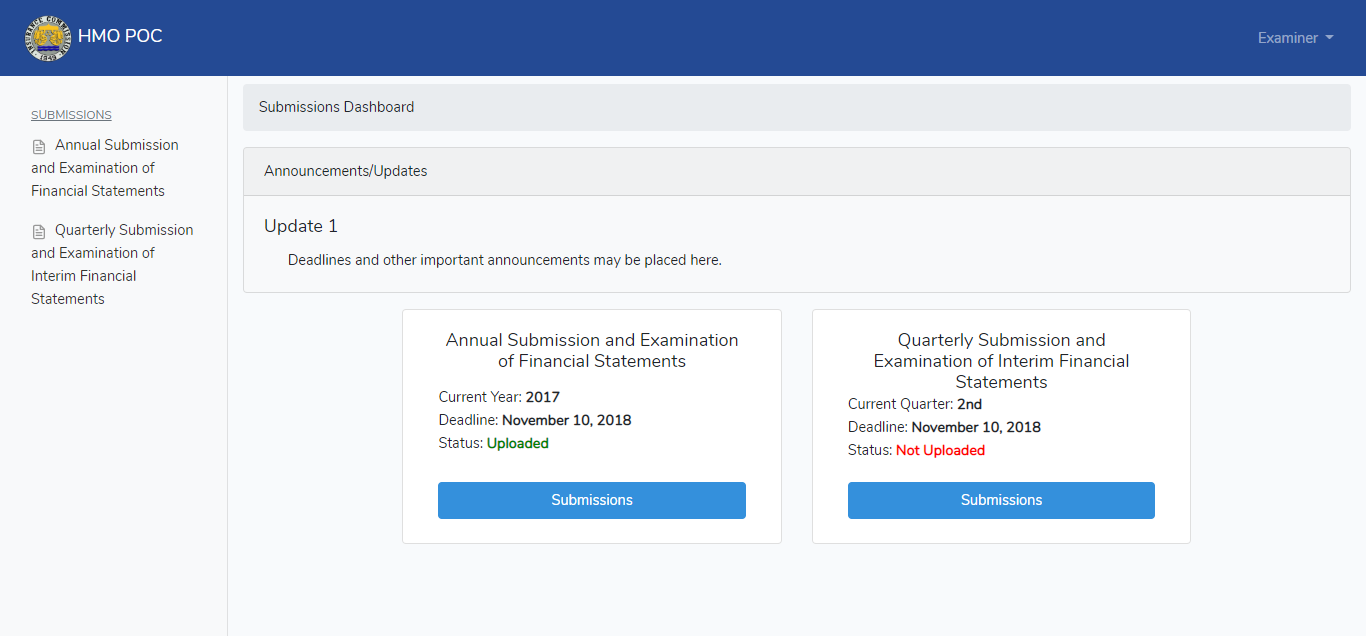 INSURANCE COMMISSION
1949
HMO POC
Examiner
SUBMISSIONS
Annual Submission
and Examination of
Financial Statements
Quarterly Submission
and Examination of
Interim Financial
Statements
Submissions Dashboard
Announcements/Updates
Update 1
Deadlines and other important announcements may be placed here.
Annual Submission and Examination
of Financial Statements
Current Year: 2017
Deadline: November 10, 2018
Status: Uploaded
Submissions
Quarterly Submission and
Examination of Interim Financial
Statements
Current Quarter: 2nd
Deadline: November 10, 2018
Status: Not Uploaded
Submissions